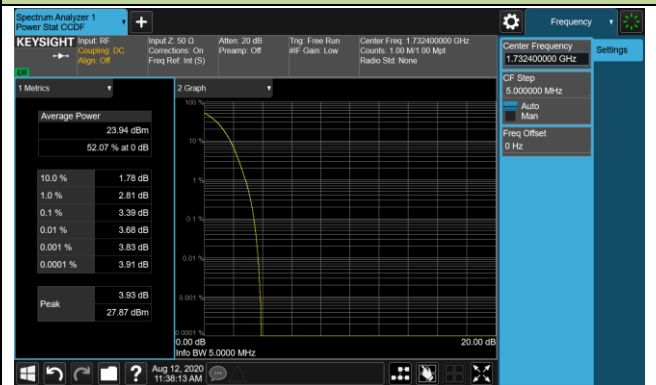 Spectrum Analyzer 1
Power Stat CCDF
Frequency
KEYSIGHT
Input: RF
Coupling: DC
Align: Off
Input Z: 50 Ω
Corrections: On
Freq Ref: Int (S)
Atten: 20 dB
Preamp: Off
Trig: Free Run
#IF Gain: Low
Center Freq: 1.732400000 GHz
Counts: 1.00 M/1.00 Mpt
Radio Std: None
Center Frequency
1.732400000 GHz
Settings
CF Step
5.000000 MHz
Auto
Man
Freq Offset
0 Hz
1 Metrics
Average Power
23.94 dBm
52.07 % at 0 dB
10.0 % 1.78 dB
1.0 % 2.81 dB
0.1 % 3.39 dB
0.01 % 3.68 dB
0.001 % 3.83 dB
0.0001 % 3.91 dB
Peak
3.93 dB
27.87 dBm
2 Graph
100 %
10 %
1 %
0.1 %
0.01 %
0.001 %
0.0001 %
0.00 dB
20.00 dB
Info BW 5.0000 MHz
?
Aug 12, 2020
11:38:13 AM